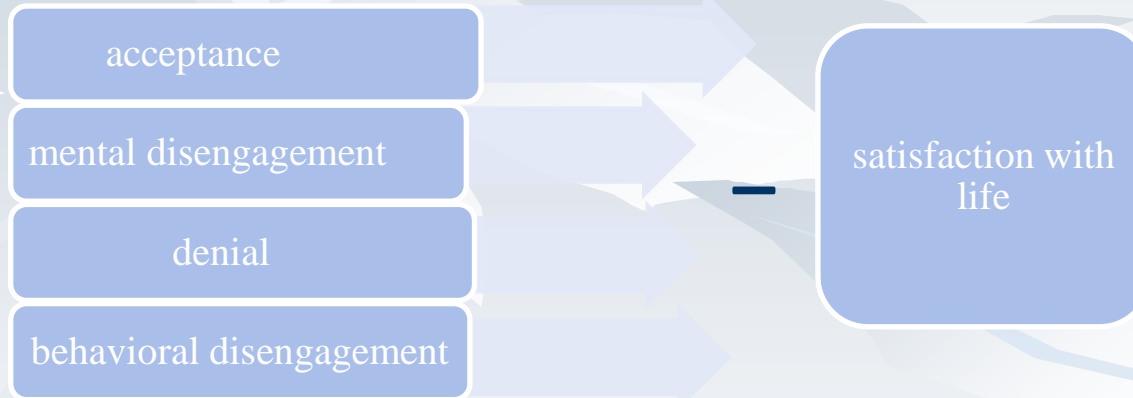 acceptance
mental disengagement
denial
behavioral disengagement
–
satisfaction with
life